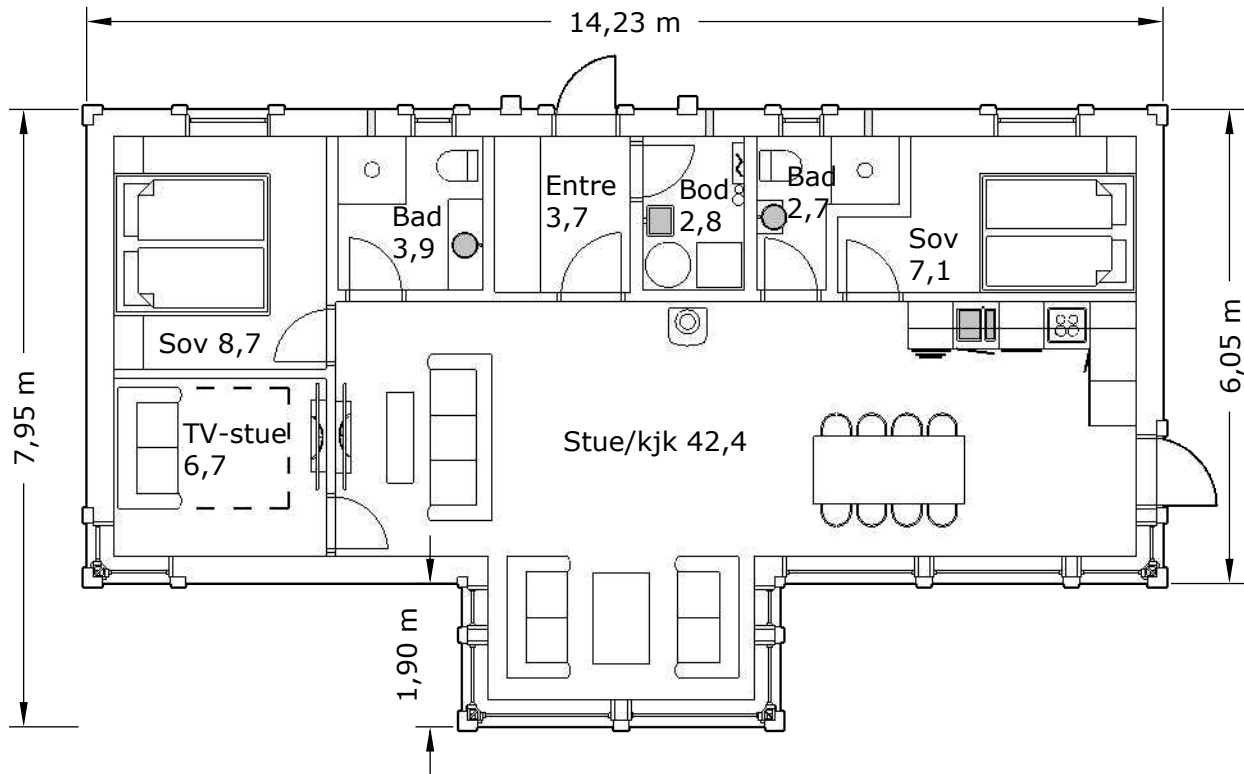 14,23 m
Entre
3,7
Bod
2,8
Bad
2,7
Bad
3,9
Sov
7,1
Sov 8,7
6,05 m
7,95 m
TV-stue
6,7
Stue/kjk 42,4
1,90 m